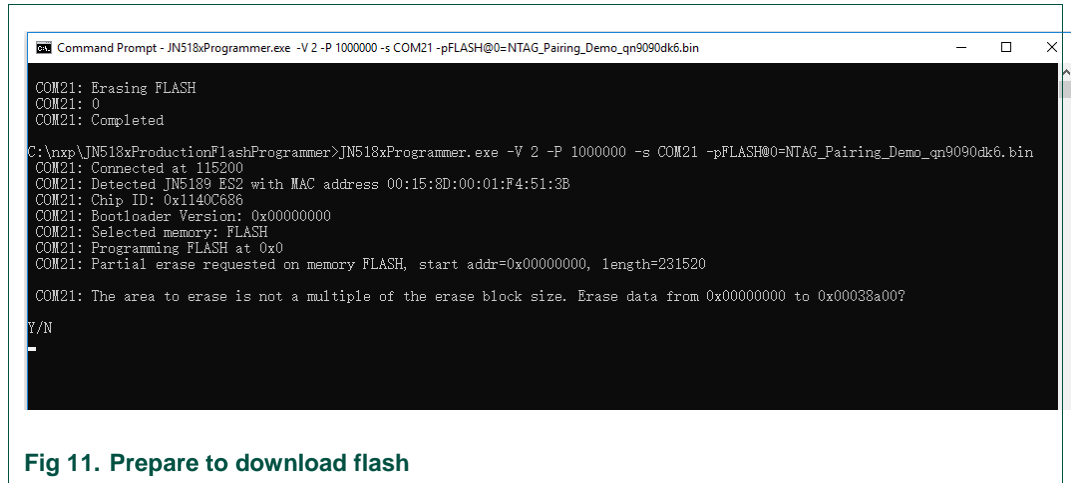 Command Prompt - JN518xProgrammer.exe -V 2 -P 1000000 -s COM21 -pFLASH@0=NTAG_Pairing_Demo_qn9090dk6.bin
COM21: Erasing FLASH
COM21: 0
COM21: Completed
C:\nxp\JN518xProductionFlashProgrammer>JN518xProgrammer.exe -V 2 -P 1000000 -s COM21 -pFLASH@0=NTAG_Pairing_Demo_qn9090dk6.bin
COM21: Connected at 115200
COM21: Detected JN5189 ES2 with MAC address 00:15:8D:00:01:F4:51:3B
COM21: Chip ID: 0x1140C686
COM21: Bootloader Version: 0x00000000
COM21: Selected memory: FLASH
COM21: Programming FLASH at 0x0
COM21: Partial erase requested on memory FLASH, start addr=0x00000000, length=231520
COM21: The area to erase is not a multiple of the erase block size. Erase data from 0x00000000 to 0x00038a00?
Y/N
Fig 11. Prepare to download flash